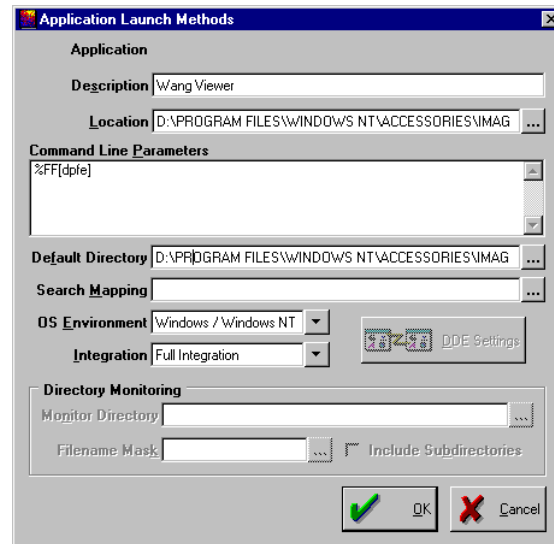 Application Launch Methods
Application
Description Wang Viewer
Location D:\PROGRAM FILES\WINDOWS NT\ACCESSORIES\IMAG ...
Command Line Parameters
%FF[dpfe]
Default Directory D:\PROGRAM FILES\WINDOWS NT\ACCESSORIES\IMAG ...
Search Mapping ...
OS Environment Windows / Windows NT
DDE Settings
Integration Full Integration
Directory Monitoring
Monitor Directory ...
Filename Mask ... Include Subdirectories
OK Cancel